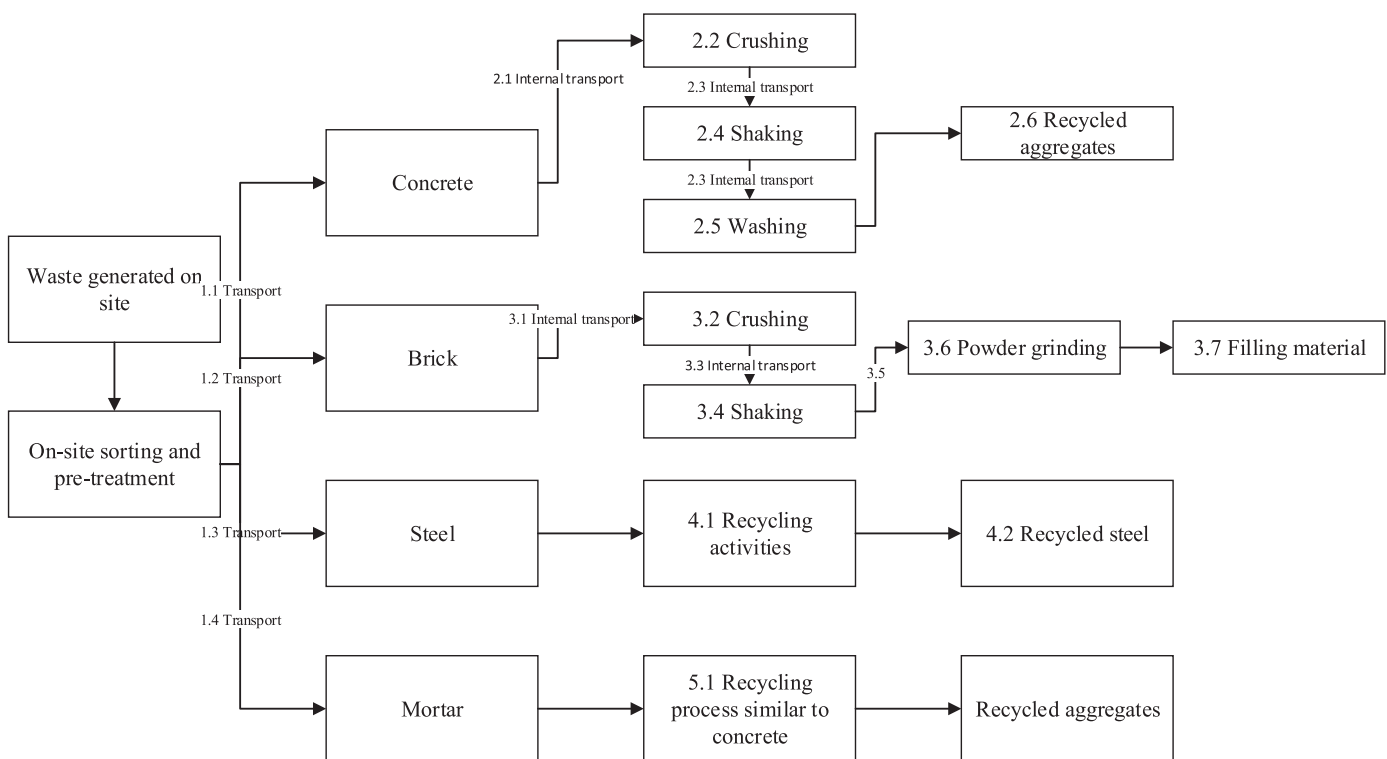 Waste generated on
site
On-site sorting and
pre-treatment
1.1 Transport
1.2 Transport
1.3 Transport
1.4 Transport
Concrete
2.1 Internal transport
2.2 Crushing
2.3 Internal transport
2.4 Shaking
2.3 Internal transport
2.5 Washing
2.6 Recycled
aggregates
Brick
3.1 Internal transport
3.2 Crushing
3.3 Internal transport
3.4 Shaking
3.5
3.6 Powder grinding
3.7 Filling material
Steel
4.1 Recycling
activities
4.2 Recycled steel
Mortar
5.1 Recycling
process similar to
concrete
Recycled aggregates